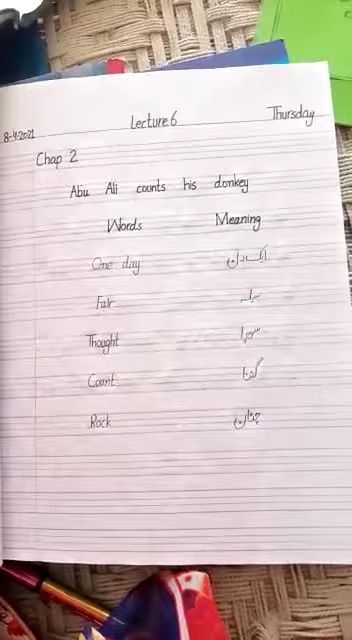 8-4-2021 Lecture 6 Thursday
Chap 2
Abu Ali counts his donkey
Words Meaning
One day ایک دن
Fair میلہ
Thought سوچا
Count گننا
Rock چٹان